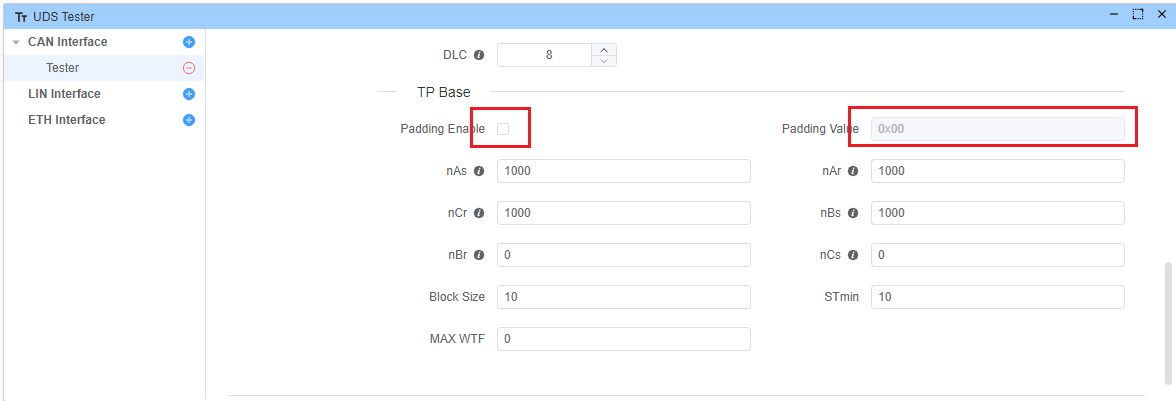 UDS Tester
CAN Interface
Tester
LIN Interface
ETH Interface
DLC 8
TP Base
Padding Enable
Padding Value 0x00
nAs 1000
nAr 1000
nCr 1000
nBs 1000
nBr 0
nCs 0
Block Size 10
STmin 10
MAX WTF 0